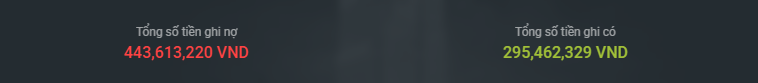 Tổng số tiền ghi nợ
443,613,220 VND
Tổng số tiền ghi có
295,462,329 VND